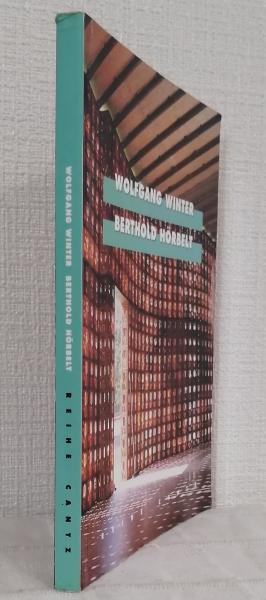 WOLFGANG WINTER
BERTHOLD HÖRBELT
WOLFGANG WINTER BERTHOLD HÖRBELT
REIHE CANTZ